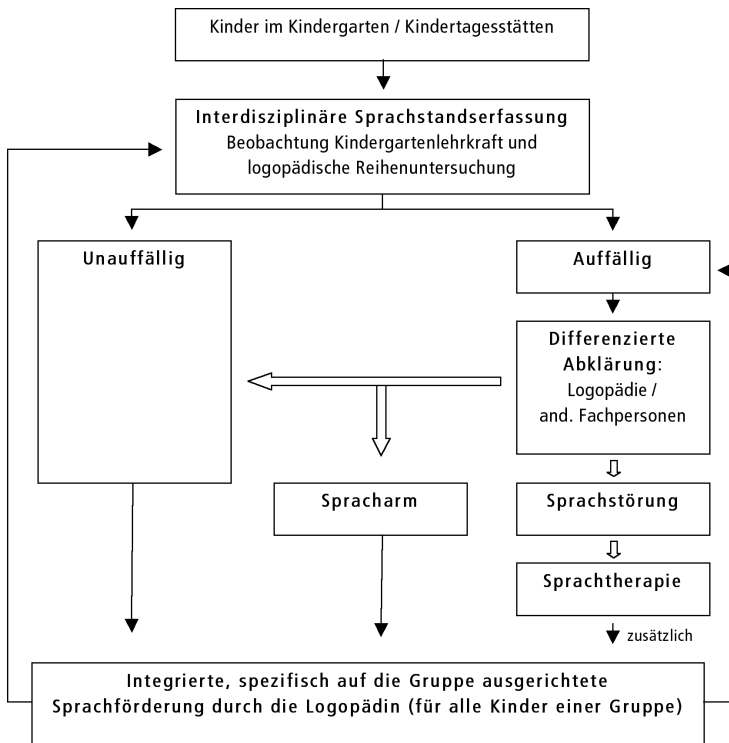 Kinder im Kindergarten / Kindertagesstätten
Interdisziplinäre Sprachstandserfassung
Beobachtung Kindergartenlehrkraft und
logopädische Reihenuntersuchung
Unauffällig
Auffällig
Differenzierte
Abklärung:
Logopädie /
and. Fachpersonen
Spracharm
Sprachstörung
Sprachtherapie
zusätzlich
Integrierte, spezifisch auf die Gruppe ausgerichtete
Sprachförderung durch die Logopädin (für alle Kinder einer Gruppe)